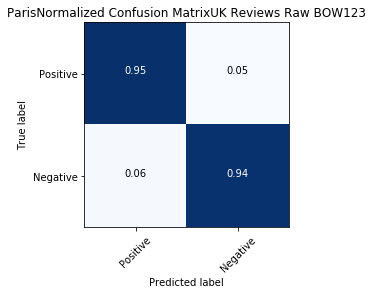 ParisNormalized Confusion MatrixUK Reviews Raw BOW123
True label
Positive
0.95 0.05
Negative
0.06 0.94
Positive Negative
Predicted label